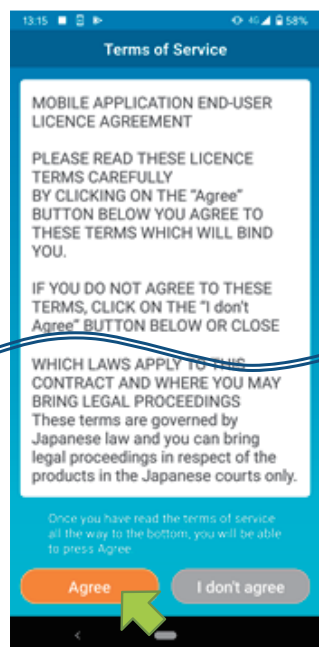 13:15 4G 58%
Terms of Service
MOBILE APPLICATION END-USER
LICENCE AGREEMENT
PLEASE READ THESE LICENCE
TERMS CAREFULLY
BY CLICKING ON THE "Agree"
BUTTON BELOW YOU AGREE TO
THESE TERMS WHICH WILL BIND
YOU.
IF YOU DO NOT AGREE TO THESE
TERMS, CLICK ON THE "I don't
Agree" BUTTON BELOW OR CLOSE
WHICH LAWS APPLY TO THIS
CONTRACT AND WHERE YOU MAY
BRING LEGAL PROCEEDINGS
These terms are governed by
Japanese law and you can bring
legal proceedings in respect of the
products in the Japanese courts only.
Once you have read the terms of service
all the way to the bottom, you will be able
to press Agree
Agree
I don't agree